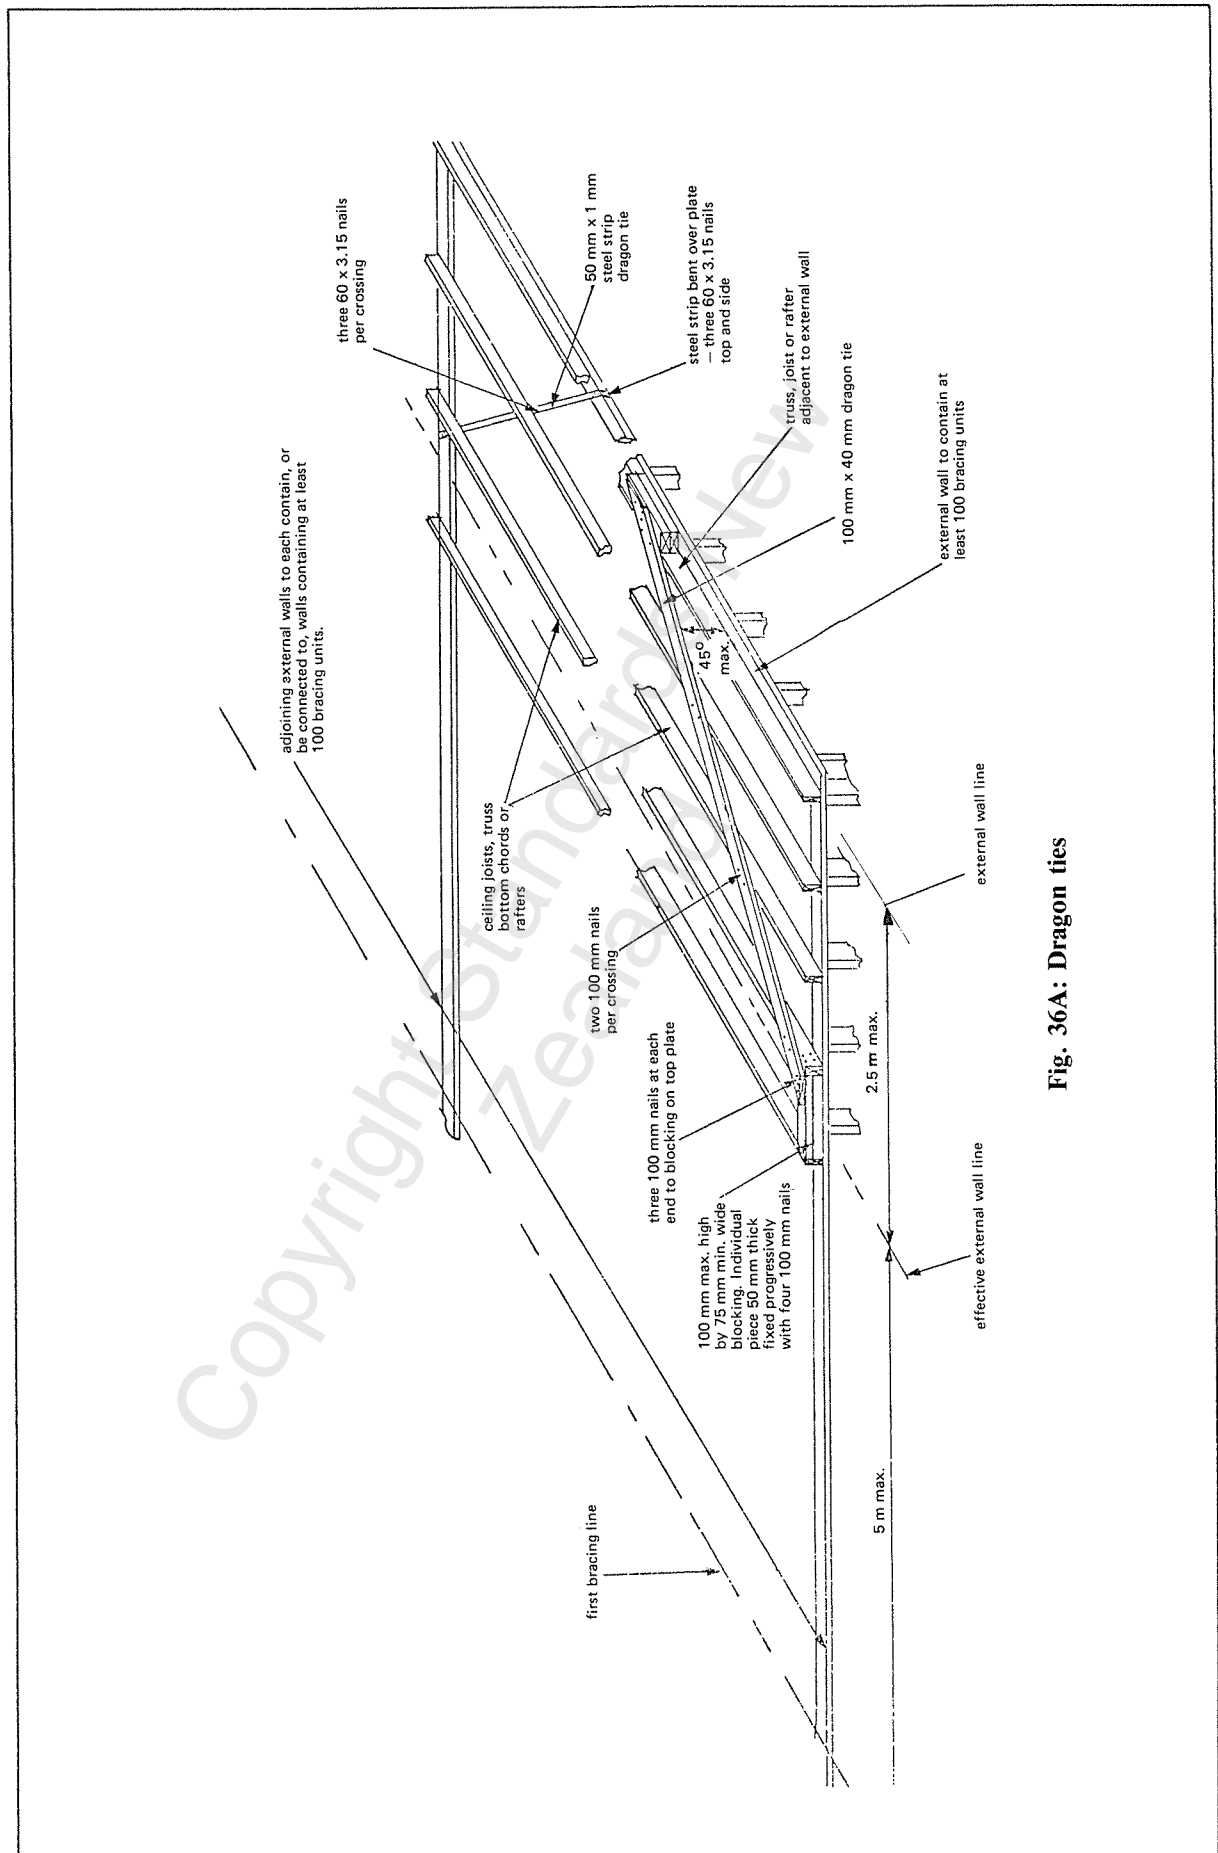 adjoining axternal walls to each contain, or
be connected to, walls containing at least
100 bracing units.
three 60 x 3.15 nails
per crossing
50 mm x 1 mm
steel strip
dragon tie
steel strip bent over plate
– three 60 x 3.15 nails
top and side
truss, joist or rafter
adjacent to external wall
100 mm x 40 mm dragon tie
external wall to contain at
least 100 bracing units
45°
max.
ceiling joists, truss
bottom chords or
rafters
two 100 mm nails
per crossing
three 100 mm nails at each
end to blocking on top plate
100 mm max. high
by 75 mm min. wide
blocking. Individual
piece 50 mm thick
fixed progressively
with four 100 mm nails
first bracing line
5 m max.
2.5 m max.
effective external wall line
external wall line
Fig. 36A: Dragon ties
Copyright Standards New
Zealand